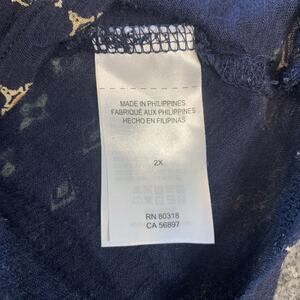 MADE IN PHILIPPINES
FABRIQUÉ AUX PHILIPPINES
HECHO EN FILIPINAS
2X
RN 80318
CA 56897